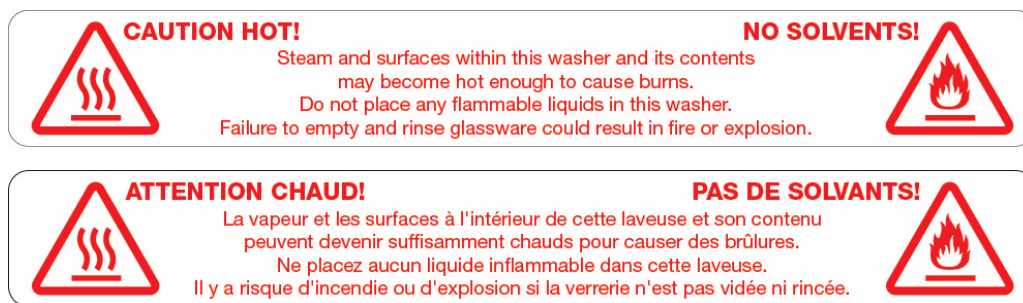 CAUTION HOT! NO SOLVENTS!
Steam and surfaces within this washer and its contents
may become hot enough to cause burns.
Do not place any flammable liquids in this washer.
Failure to empty and rinse glassware could result in fire or explosion.
ATTENTION CHAUD! PAS DE SOLVANTS!
La vapeur et les surfaces à l'intérieur de cette laveuse et son contenu
peuvent devenir suffisamment chauds pour causer des brûlures.
Ne placez aucun liquide inflammable dans cette laveuse.
Il y a risque d'incendie ou d'explosion si la verrerie n'est pas vidée ni rincée.